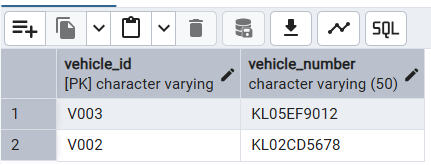 SQL
vehicle_id vehicle_number
[PK] character varying character varying (50)
1 V003 KL05EF9012
2 V002 KL02CD5678